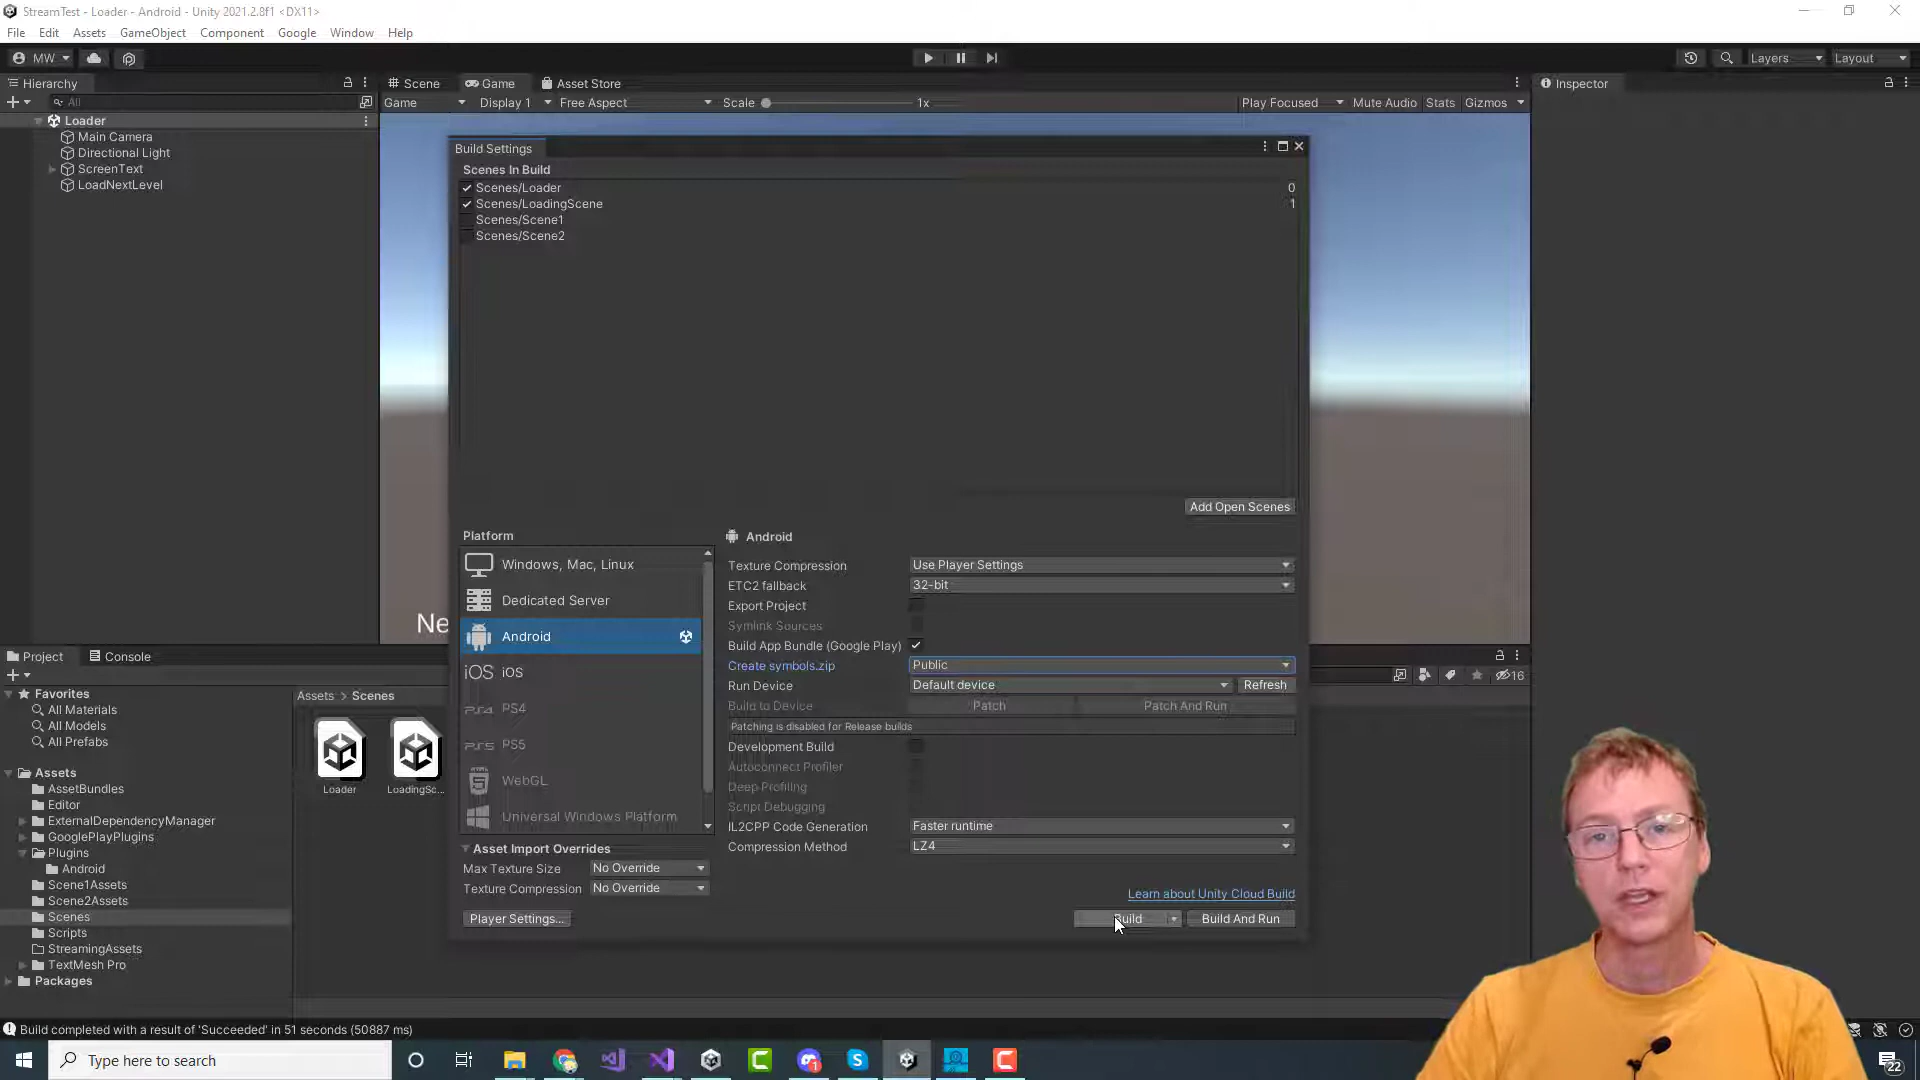 StreamTest - Loader - Android - Unity 2021.2.8f1 <DX11>
File Edit Assets GameObject Component Google Window Help
MW
Layers
Layout
Hierarchy
Scene
Game
Asset Store
Inspector
All
Game
Display 1
Free Aspect
Scale
1x
Play Focused
Mute Audio
Stats
Gizmos
Loader
Main Camera
Directional Light
ScreenText
LoadNextLevel
Build Settings
Scenes In Build
Scenes/Loader 0
Scenes/LoadingScene 1
Scenes/Scene1
Scenes/Scene2
Add Open Scenes
Platform
Windows, Mac, Linux
Dedicated Server
Android
iOS iOS
PS4 PS4
PS5 PS5
WebGL
Universal Windows Platform
Asset Import Overrides
Max Texture Size No Override
Texture Compression No Override
Player Settings...
Android
Texture Compression Use Player Settings
ETC2 fallback 32-bit
Export Project
Symlink Sources
Build App Bundle (Google Play)
Create symbols.zip Public
Run Device Default device Refresh
Build to Device Patch Patch And Run
Patching is disabled for Release builds
Development Build
Autoconnect Profiler
Deep Profiling
Script Debugging
IL2CPP Code Generation Faster runtime
Compression Method LZ4
Learn about Unity Cloud Build
Build
Build And Run
Ne
Project
Console
16
Favorites
All Materials
All Models
All Prefabs
Assets
AssetBundles
Editor
ExternalDependencyManager
GooglePlayPlugins
Plugins
Android
Scene1Assets
Scene2Assets
Scenes
Scripts
StreamingAssets
TextMesh Pro
Packages
Assets > Scenes
Loader
LoadingSc...
Build completed with a result of 'Succeeded' in 51 seconds (50887 ms)
Type here to search
22